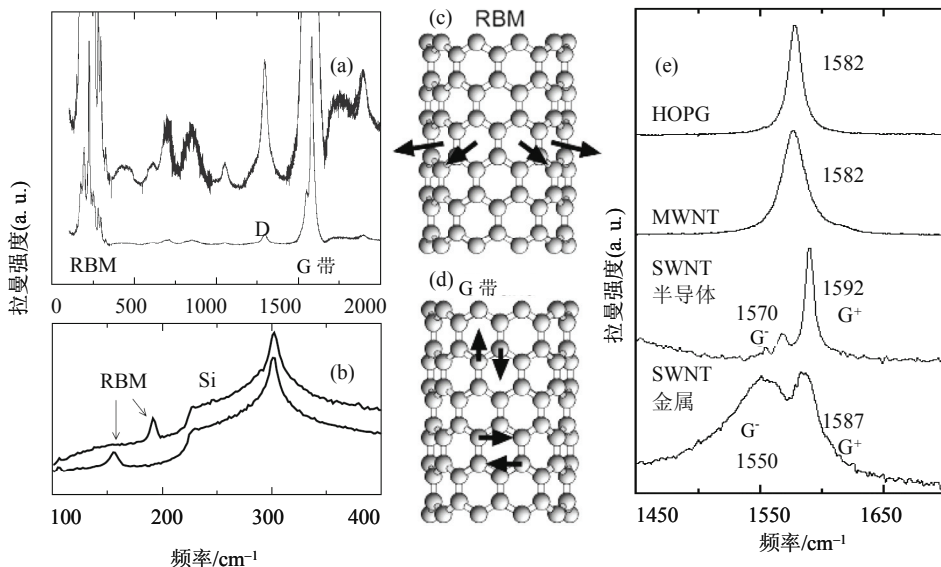 (a)
D
RBM
G 带
0 500 1000 1500 2000
拉曼强度(a. u.)
(b)
RBM
Si
100 200 300 400
频率/cm⁻¹
(c)
RBM
(d)
G 带
(e)
1582
HOPG
1582
MWNT
SWNT
半导体
1570
G⁻
1592
G⁺
SWNT
金属
G⁻
1550
1587
G⁺
拉曼强度(a. u.)
1450 1550 1650
频率/cm⁻¹